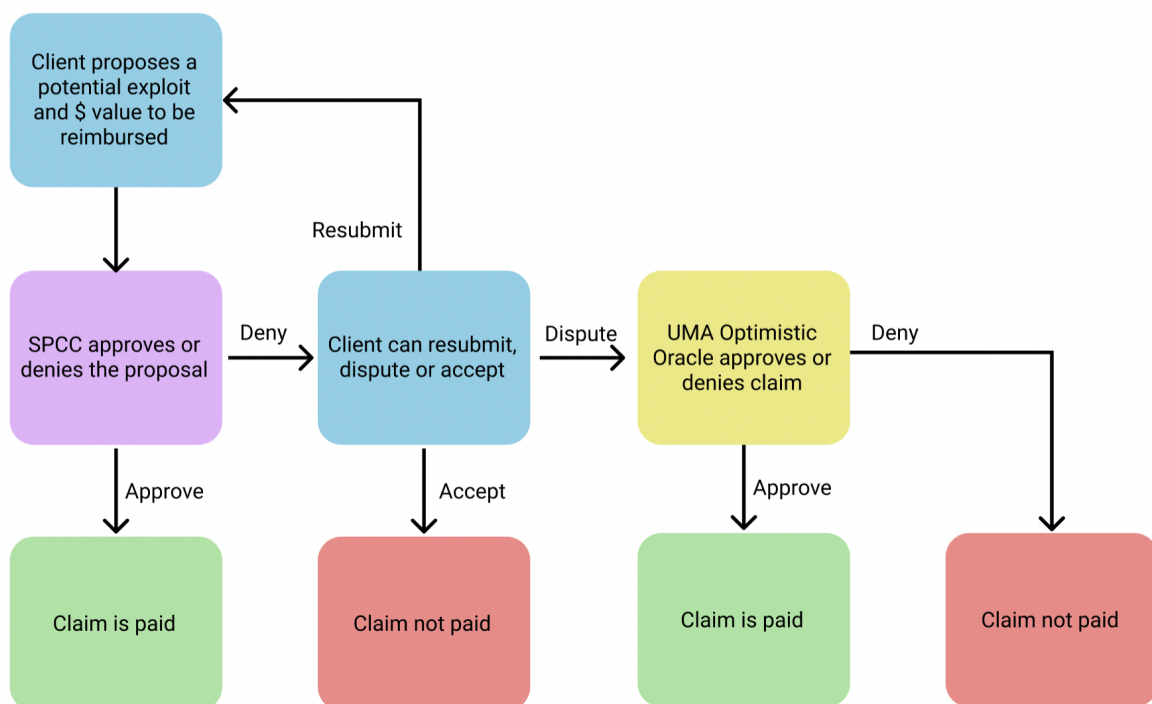 Client proposes a
potential exploit
and $ value to be
reimbursed
Resubmit
SPCC approves or
denies the proposal
Deny
Client can resubmit,
dispute or accept
Dispute
UMA Optimistic
Oracle approves or
denies claim
Deny
Approve
Accept
Approve
Claim is paid
Claim not paid
Claim is paid
Claim not paid